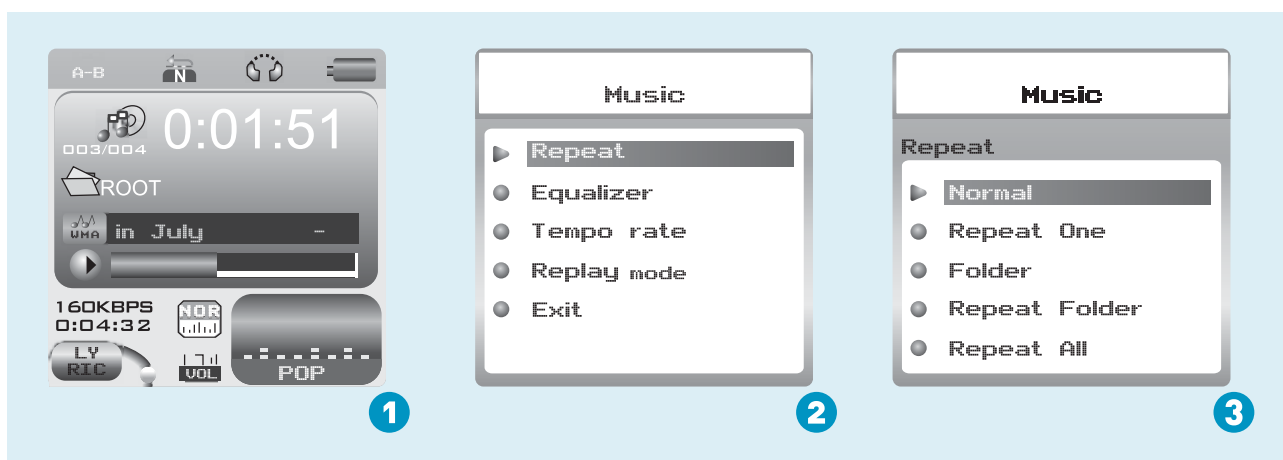 A-B
N
0:01:51
003/004
ROOT
WMA in July -
160KBPS
0:04:32
NOR
LY
RIC
VOL
POP
1
Music
Repeat
Equalizer
Tempo rate
Replay mode
Exit
2
Music
Repeat
Normal
Repeat One
Folder
Repeat Folder
Repeat All
3